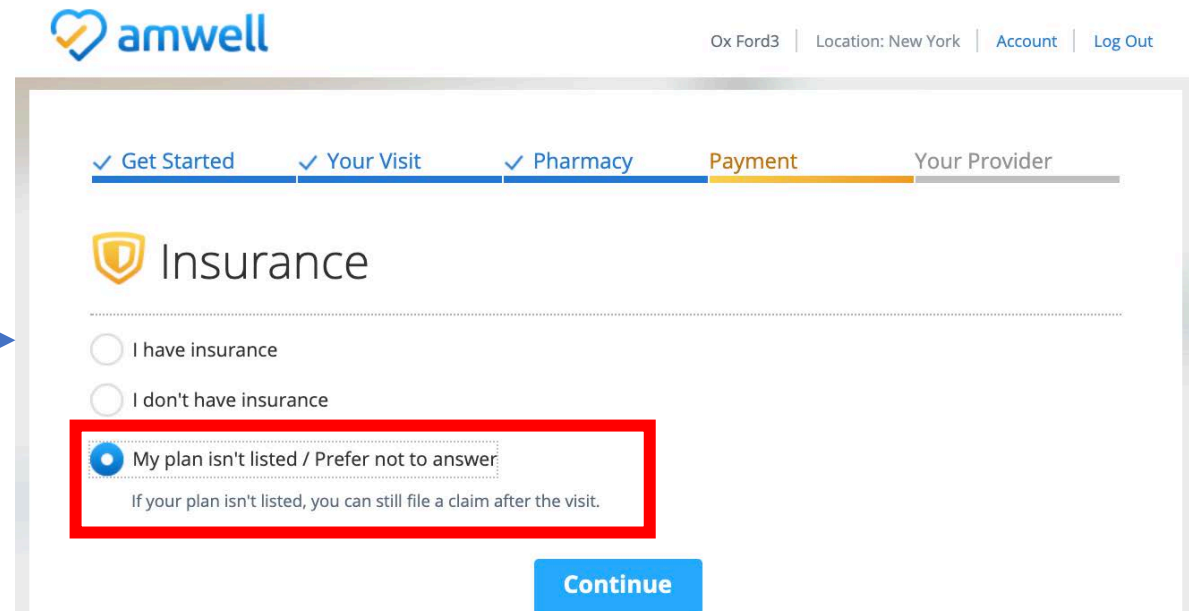 amwell
Ox Ford3 | Location: New York | Account | Log Out
Get Started Your Visit Pharmacy Payment Your Provider
Insurance
I have insurance
I don't have insurance
My plan isn't listed / Prefer not to answer
If your plan isn't listed, you can still file a claim after the visit.
Continue